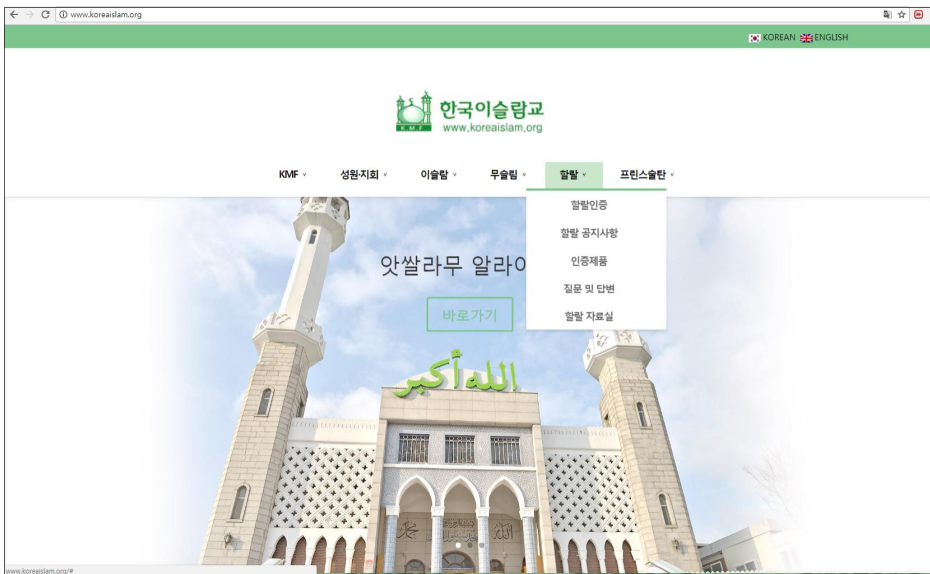 www.koreaislam.org
KOREAN ENGLISH
한국이슬람교
K.M.F www.koreaislam.org
KMF 성원·지회 이슬람 무슬림 할랄 프린스술탄
할랄인증
할랄 공지사항
인증제품
질문 및 답변
할랄 자료실
앗쌀라무 알라이
바로가기
الله أكبر
www.koreaislam.org/#